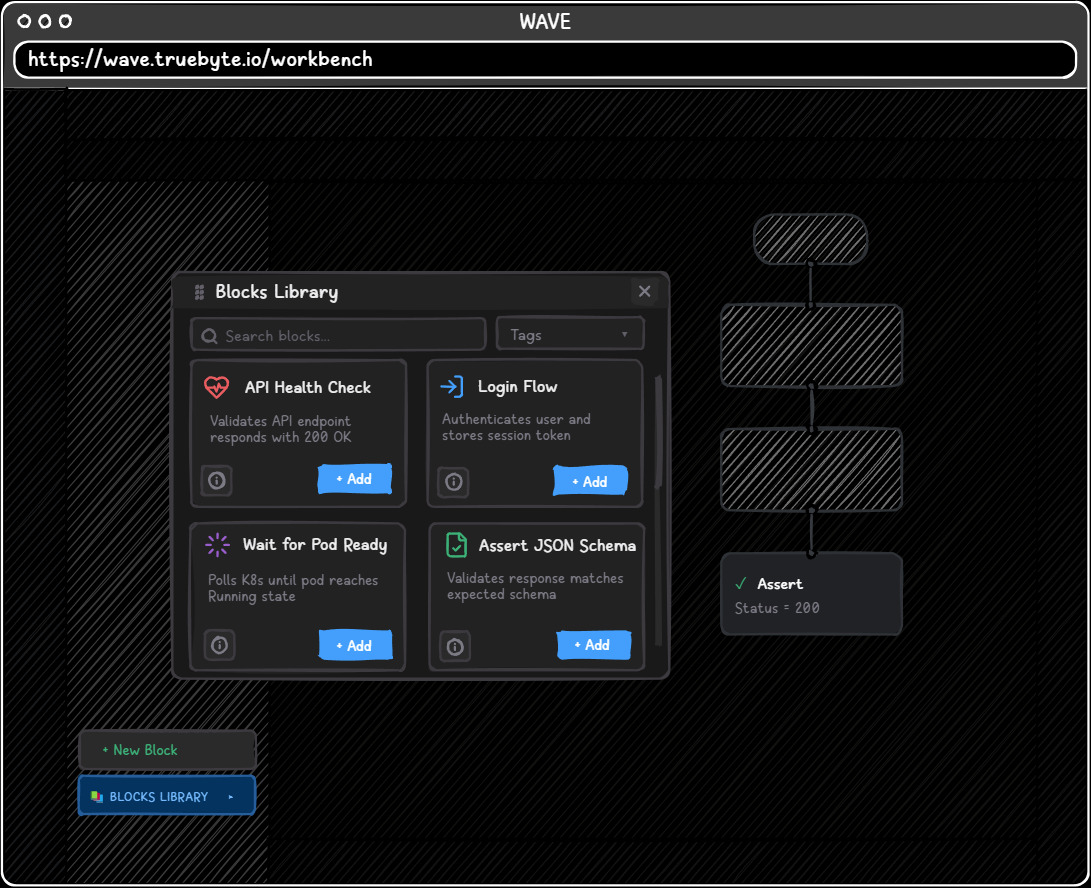 WAVE
https://wave.truebyte.io/workbench
Blocks Library
Search blocks...
Tags
API Health Check
Validates API endpoint
responds with 200 OK
+ Add
Login Flow
Authenticates user and
stores session token
+ Add
Wait for Pod Ready
Polls K8s until pod reaches
Running state
+ Add
Assert JSON Schema
Validates response matches
expected schema
+ Add
✓ Assert
Status = 200
+ New Block
BLOCKS LIBRARY